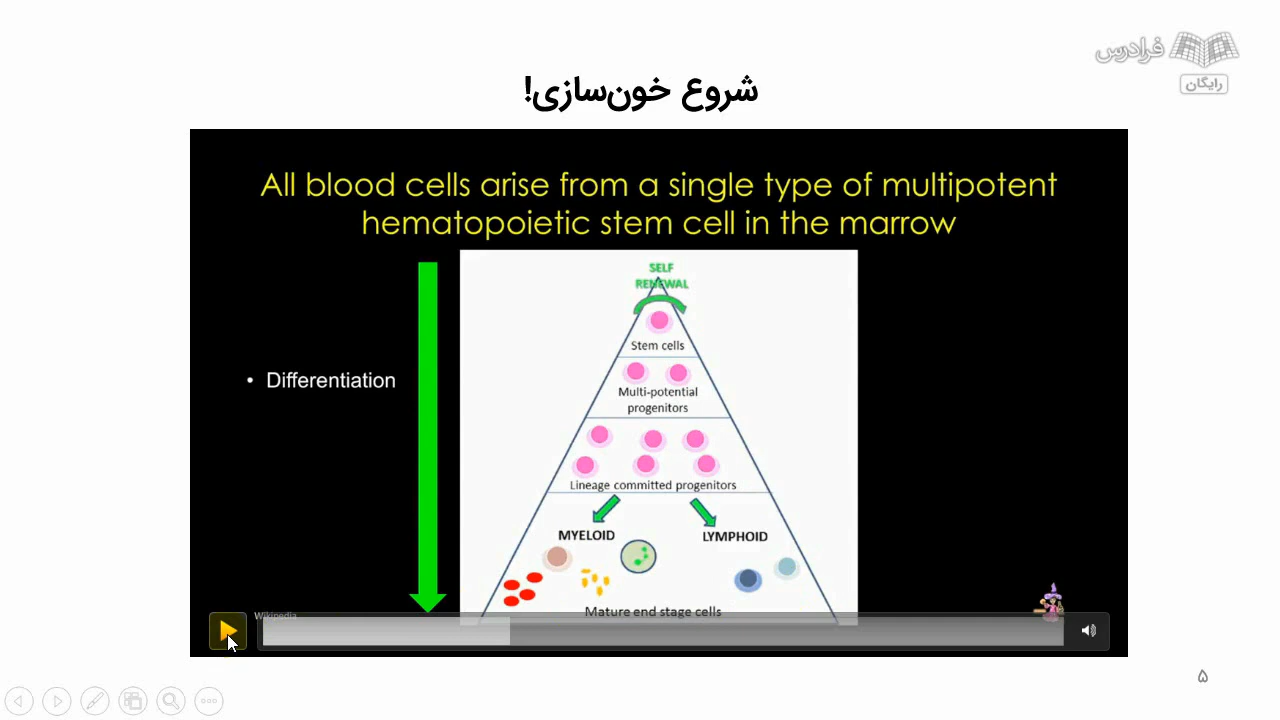 فرادرس
رایگان
شروع خون‌سازی!
All blood cells arise from a single type of multipotent
hematopoietic stem cell in the marrow
SELF
RENEWAL
Stem cells
• Differentiation
Multi-potential
progenitors
Lineage committed progenitors
MYELOID
LYMPHOID
Mature end stage cells
Wikipedia
۵